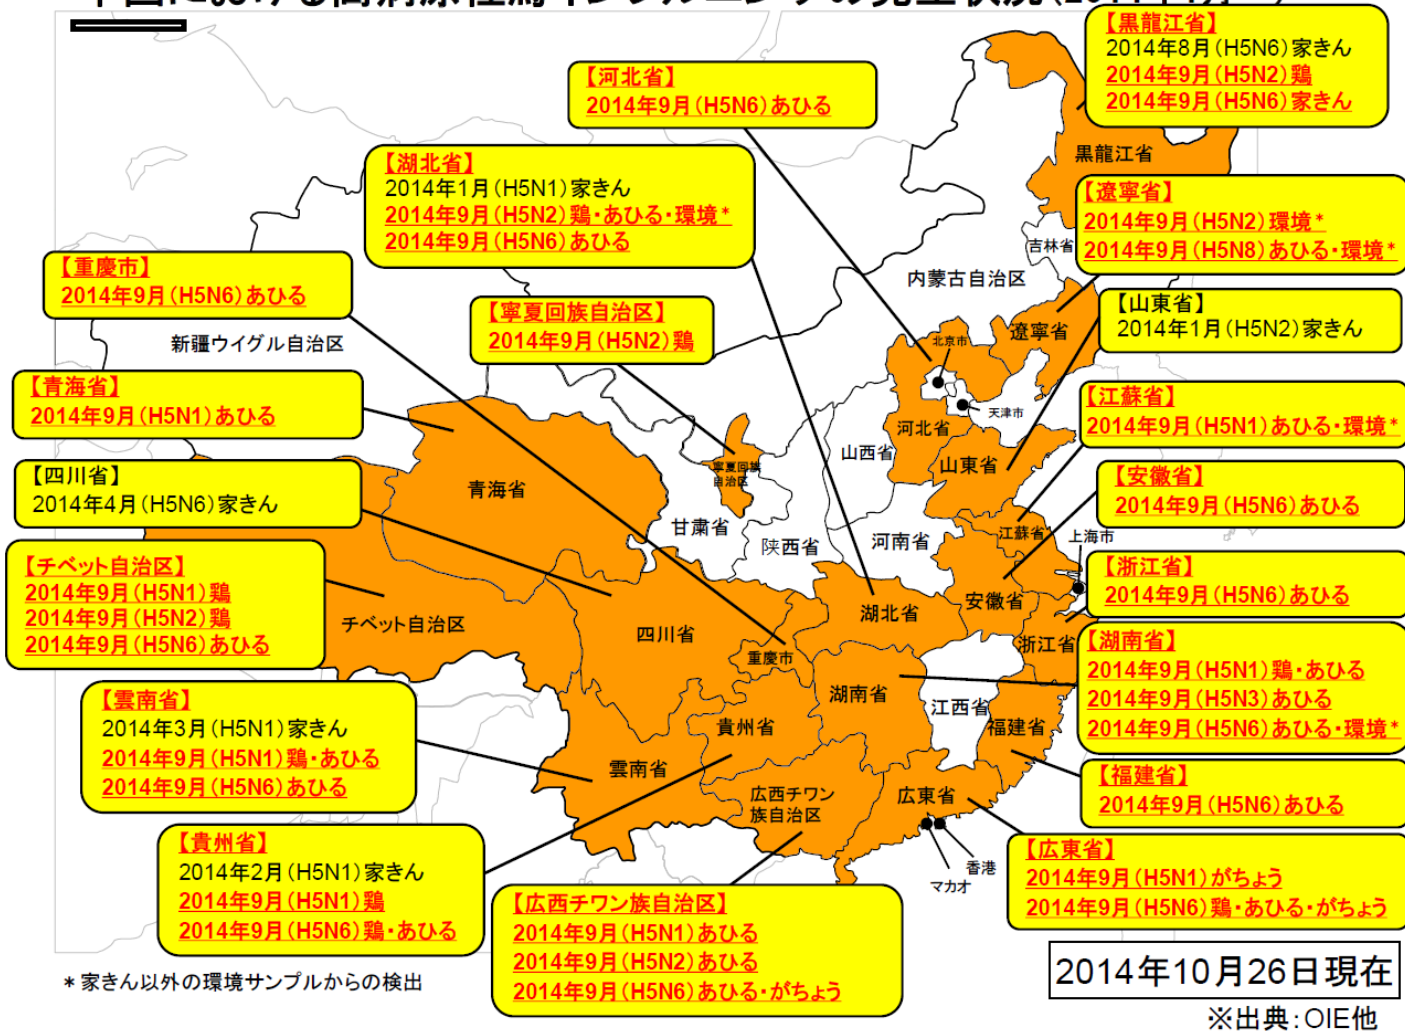 【黒龍江省】
2014年8月（H5N6）家きん
2014年9月（H5N2）鶏
2014年9月（H5N6）家きん
【河北省】
2014年9月（H5N6）あひる
【湖北省】
2014年1月（H5N1）家きん
2014年9月（H5N2）鶏・あひる・環境*
2014年9月（H5N6）あひる
【遼寧省】
2014年9月（H5N2）環境*
2014年9月（H5N8）あひる・環境*
【重慶市】
2014年9月（H5N6）あひる
【寧夏回族自治区】
2014年9月（H5N2）鶏
【山東省】
2014年1月（H5N2）家きん
【青海省】
2014年9月（H5N1）あひる
【江蘇省】
2014年9月（H5N1）あひる・環境*
【四川省】
2014年4月（H5N6）家きん
【安徽省】
2014年9月（H5N6）あひる
【チベット自治区】
2014年9月（H5N1）鶏
2014年9月（H5N2）鶏
2014年9月（H5N6）あひる
【浙江省】
2014年9月（H5N6）あひる
【湖南省】
2014年9月（H5N1）鶏・あひる
2014年9月（H5N3）あひる
2014年9月（H5N6）あひる・環境*
【雲南省】
2014年3月（H5N1）家きん
2014年9月（H5N1）鶏・あひる
2014年9月（H5N6）あひる
【福建省】
2014年9月（H5N6）あひる
【貴州省】
2014年2月（H5N1）家きん
2014年9月（H5N1）鶏
2014年9月（H5N6）鶏・あひる
【広東省】
2014年9月（H5N1）がちょう
2014年9月（H5N6）鶏・あひる・がちょう
【広西チワン族自治区】
2014年9月（H5N1）あひる
2014年9月（H5N2）あひる
2014年9月（H5N6）あひる・がちょう
黒龍江省
吉林省
内蒙古自治区
遼寧省
新疆ウイグル自治区
北京市
天津市
河北省
山西省
山東省
寧夏回族
自治区
青海省
甘粛省
陝西省
河南省
江蘇省
上海市
安徽省
湖北省
チベット自治区
四川省
重慶市
浙江省
湖南省
江西省
福建省
貴州省
雲南省
広西チワン
族自治区
広東省
香港
マカオ
*家きん以外の環境サンプルからの検出
2014年10月26日現在
※出典：OIE他